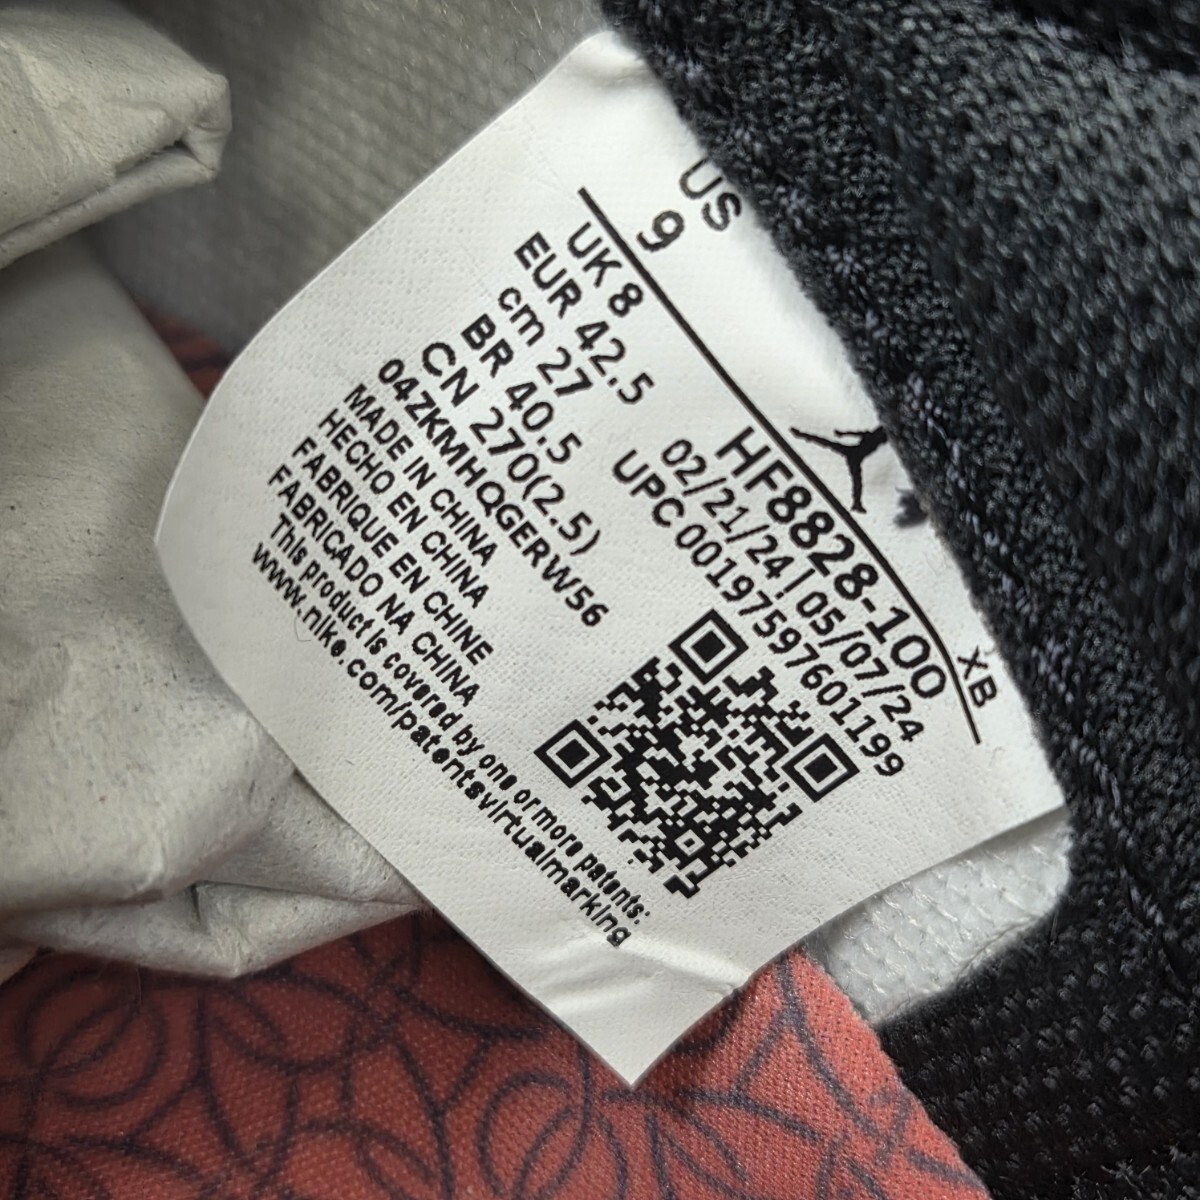 US
9
UK 8
EUR 42.5
cm 27
BR 40.5
CN 270(2.5)
04ZKMHQGERW56
MADE IN CHINA
HECHO EN CHINA
FABRIQUE EN CHINE
FABRICADO NA CHINA
This product is covered by one or more patents:
www.nike.com/patentsvirtualmarking
XB
HF8828-100
02/21/24 | 05/07/24
UPC 00197597601199